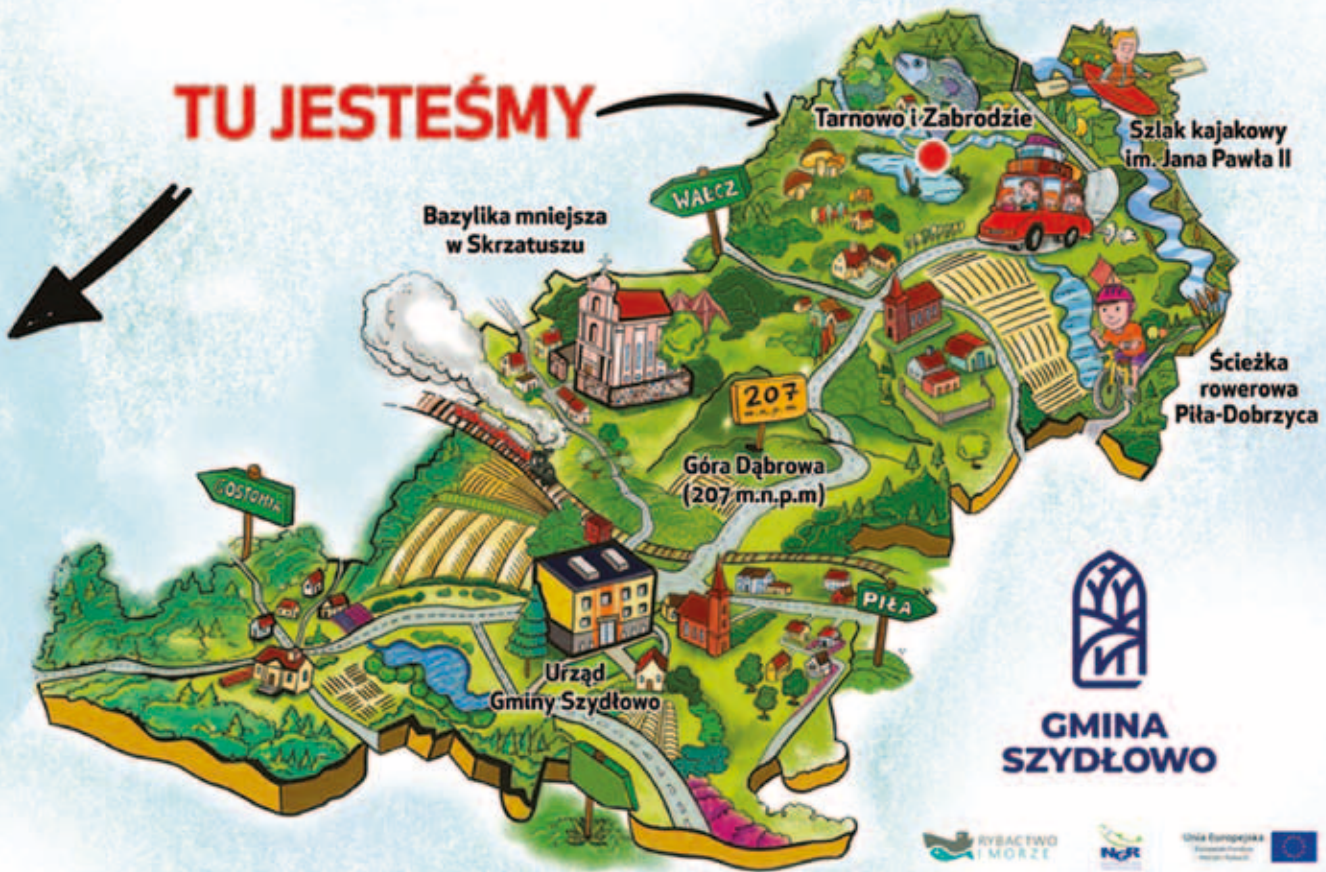 TU JESTEŚMY
Tarnowo i Zabrodzie
Szlak kajakowy
im. Jana Pawła II
WAŁCZ
Bazylika mniejsza
w Skrzatuszu
207
m.n.p.m
Góra Dąbrowa
(207 m.n.p.m)
Ścieżka
rowerowa
Piła-Dobrzyca
GOSTOMIA
PIŁA
Urząd
Gminy Szydłowo
GMINA
SZYDŁOWO
RYBACTWO
I MORZE
NGR
Unia Europejska